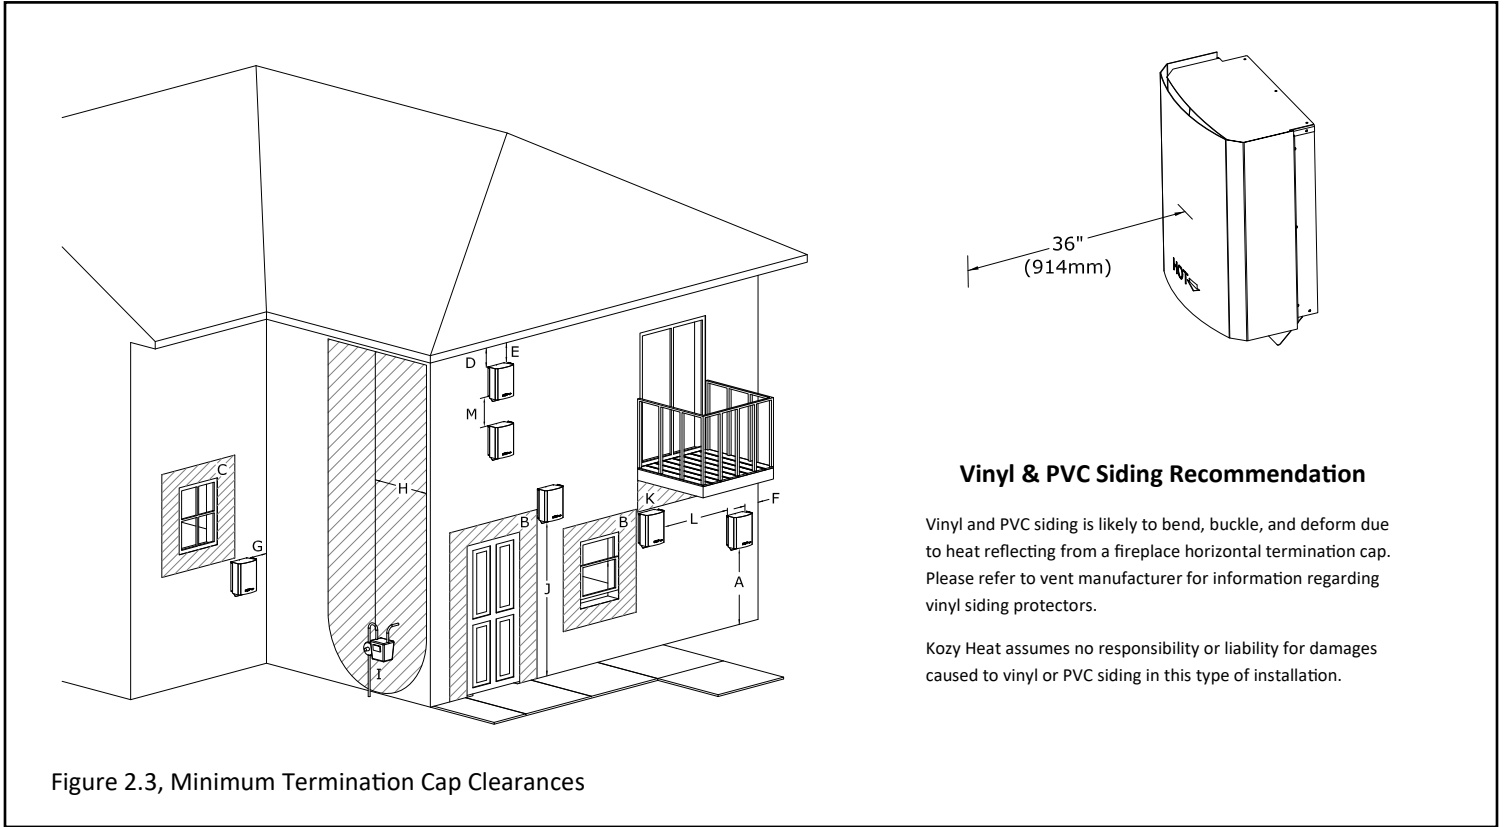 36"
(914mm)
HOT
D
E
M
C
H
G
B
B
K
L
F
J
A
I
Vinyl & PVC Siding Recommendation
Vinyl and PVC siding is likely to bend, buckle, and deform due
to heat reflecting from a fireplace horizontal termination cap.
Please refer to vent manufacturer for information regarding
vinyl siding protectors.
Kozy Heat assumes no responsibility or liability for damages
caused to vinyl or PVC siding in this type of installation.
Figure 2.3, Minimum Termination Cap Clearances